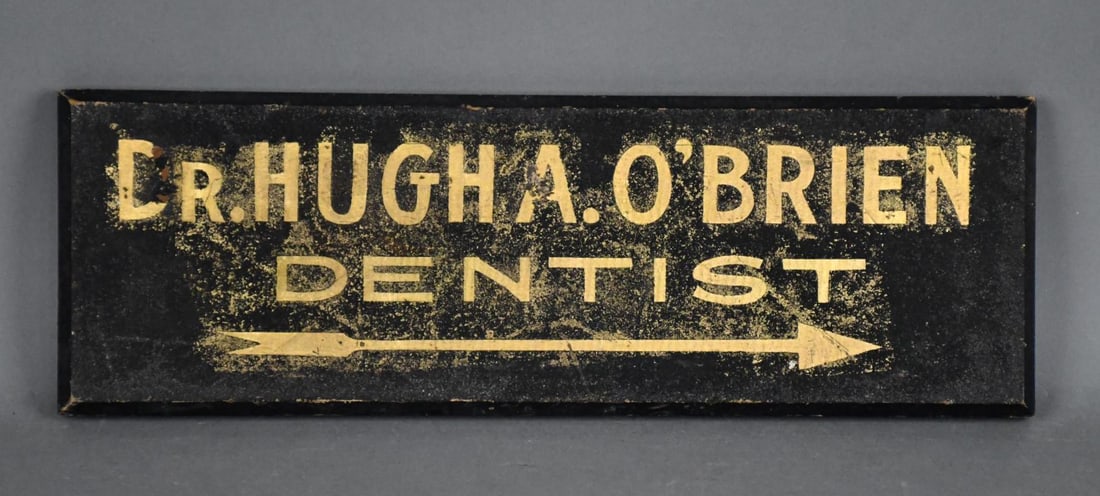 DR. HUGH A. O'BRIEN
DENTIST